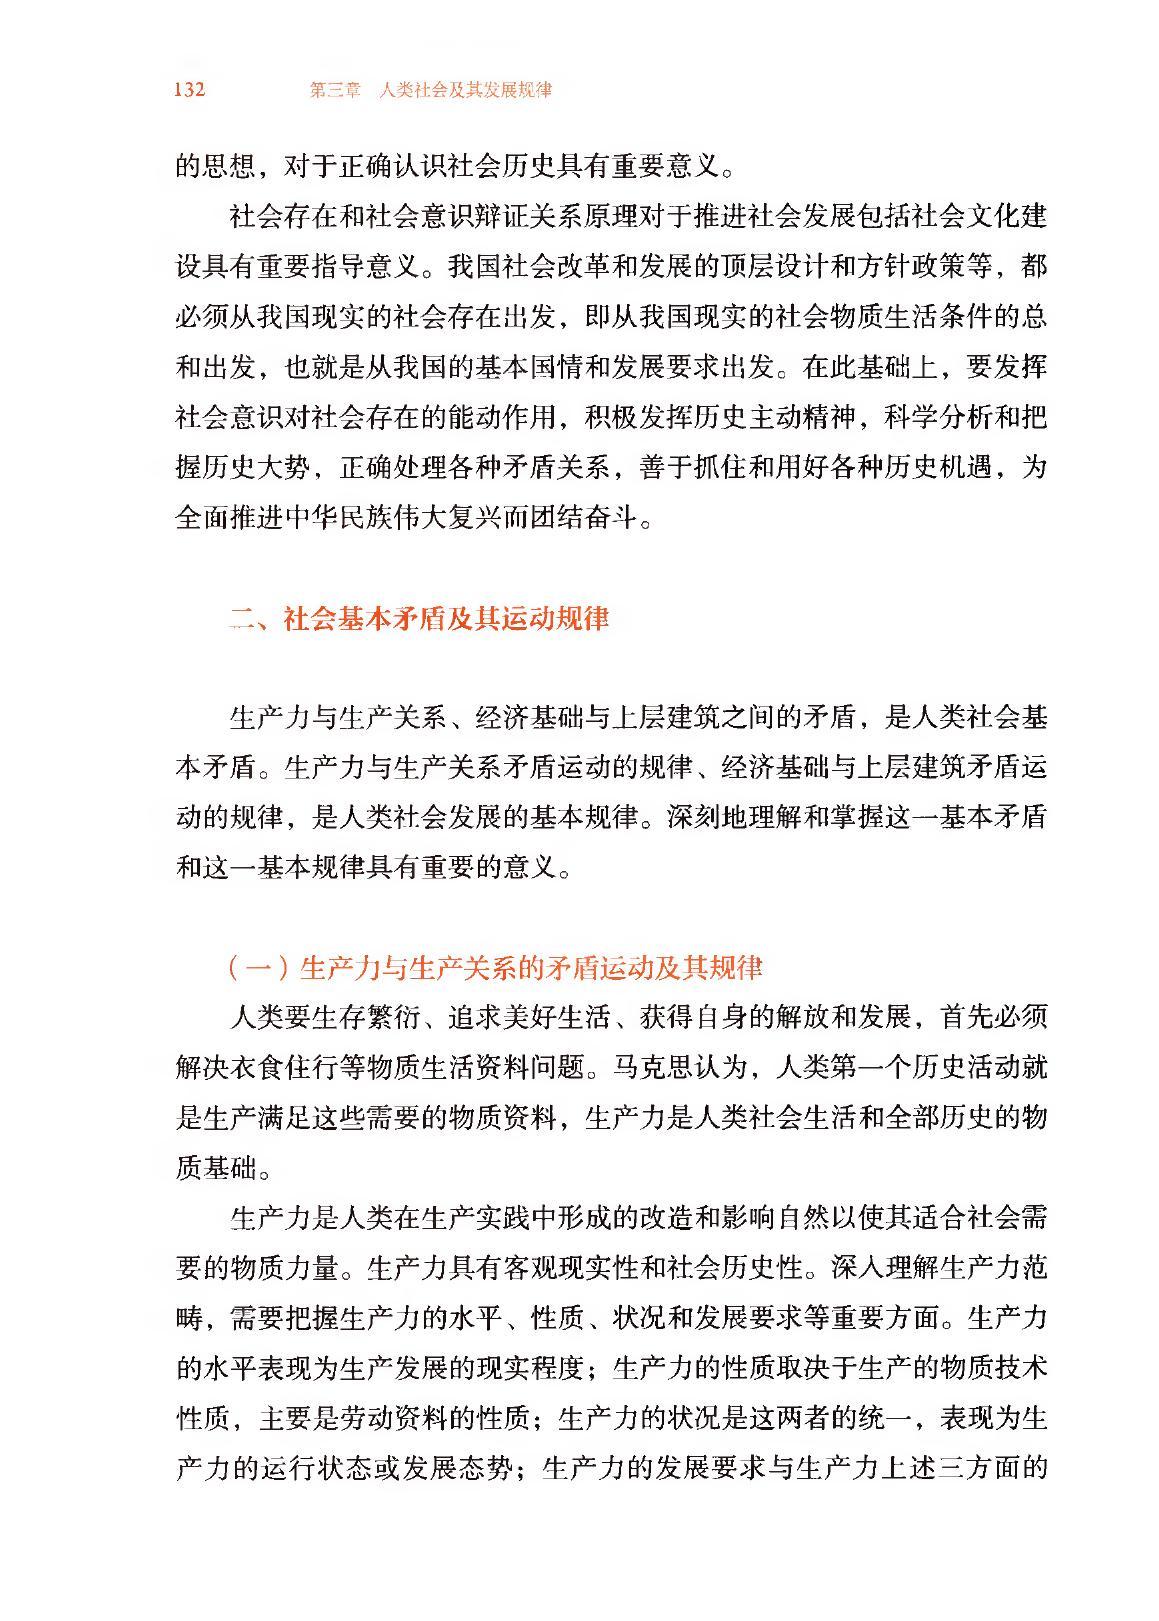 132 第三章 人类社会及其发展规律
的思想，对于正确认识社会历史具有重要意义。
社会存在和社会意识辩证关系原理对于推进社会发展包括社会文化建
设具有重要指导意义。我国社会改革和发展的顶层设计和方针政策等，都
必须从我国现实的社会存在出发，即从我国现实的社会物质生活条件的总
和出发，也就是从我国的基本国情和发展要求出发。在此基础上，要发挥
社会意识对社会存在的能动作用，积极发挥历史主动精神，科学分析和把
握历史大势，正确处理各种矛盾关系，善于抓住和用好各种历史机遇，为
全面推进中华民族伟大复兴而团结奋斗。
二、社会基本矛盾及其运动规律
生产力与生产关系、经济基础与上层建筑之间的矛盾，是人类社会基
本矛盾。生产力与生产关系矛盾运动的规律、经济基础与上层建筑矛盾运
动的规律，是人类社会发展的基本规律。深刻地理解和掌握这一基本矛盾
和这一基本规律具有重要的意义。
（一）生产力与生产关系的矛盾运动及其规律
人类要生存繁衍、追求美好生活、获得自身的解放和发展，首先必须
解决衣食住行等物质生活资料问题。马克思认为，人类第一个历史活动就
是生产满足这些需要的物质资料，生产力是人类社会生活和全部历史的物
质基础。
生产力是人类在生产实践中形成的改造和影响自然以使其适合社会需
要的物质力量。生产力具有客观现实性和社会历史性。深入理解生产力范
畴，需要把握生产力的水平、性质、状况和发展要求等重要方面。生产力
的水平表现为生产发展的现实程度；生产力的性质取决于生产的物质技术
性质，主要是劳动资料的性质；生产力的状况是这两者的统一，表现为生
产力的运行状态或发展态势；生产力的发展要求与生产力上述三方面的